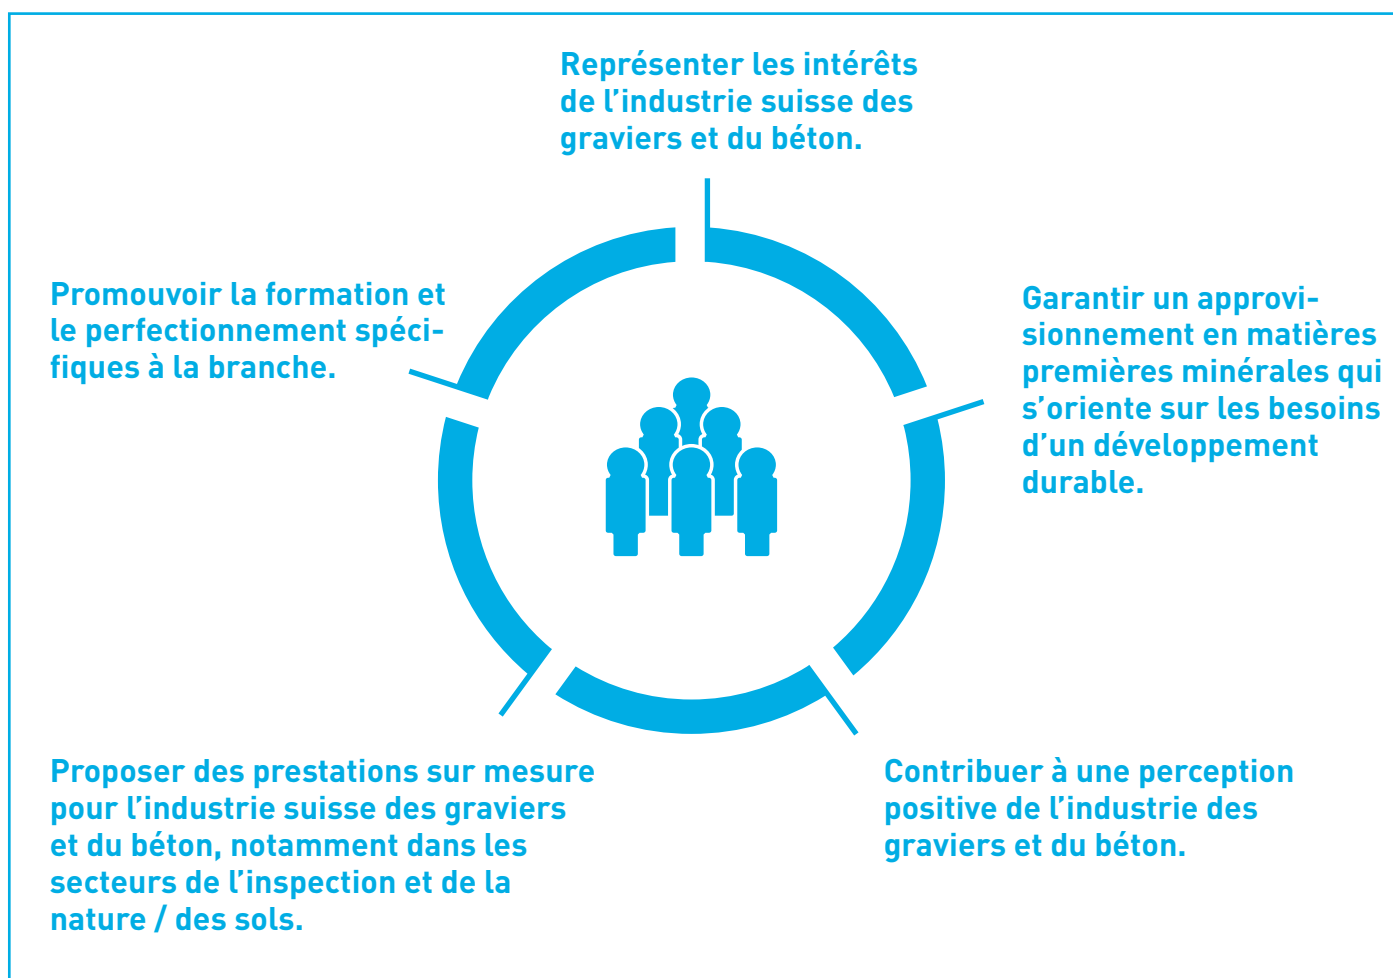 Représenter les intérêts
de l’industrie suisse des
graviers et du béton.
Garantir un approvi-
sionnement en matières
premières minérales qui
s’oriente sur les besoins
d’un développement
durable.
Contribuer à une perception
positive de l’industrie des
graviers et du béton.
Proposer des prestations sur mesure
pour l’industrie suisse des graviers
et du béton, notamment dans les
secteurs de l’inspection et de la
nature / des sols.
Promouvoir la formation et
le perfectionnement spéci-
fiques à la branche.